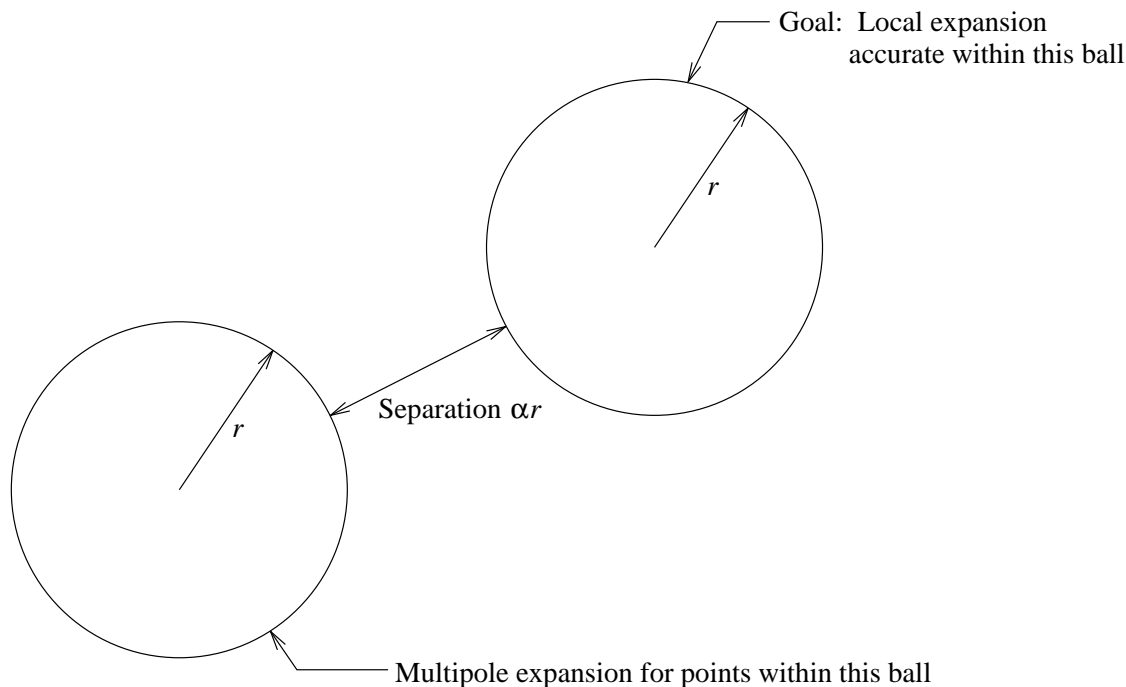 Goal: Local expansion
accurate within this ball
r
Separation αr
r
Multipole expansion for points within this ball